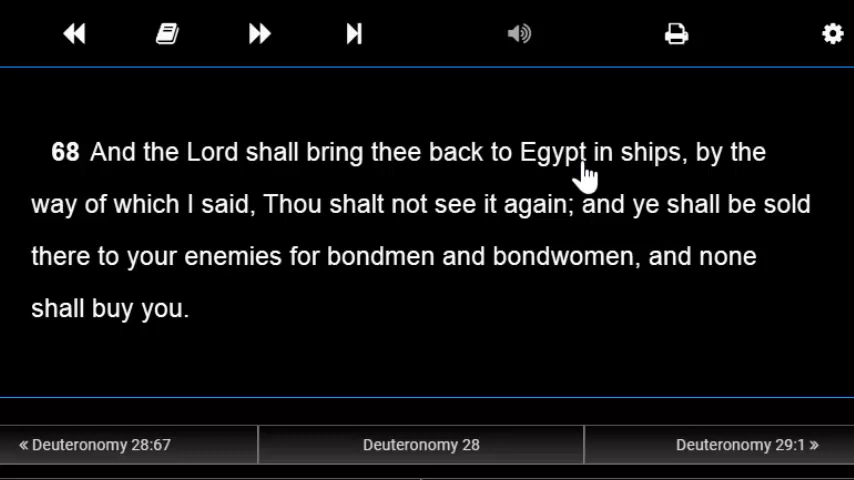 68 And the Lord shall bring thee back to Egypt in ships, by the
way of which I said, Thou shalt not see it again; and ye shall be sold
there to your enemies for bondmen and bondwomen, and none
shall buy you.
« Deuteronomy 28:67
Deuteronomy 28
Deuteronomy 29:1 »